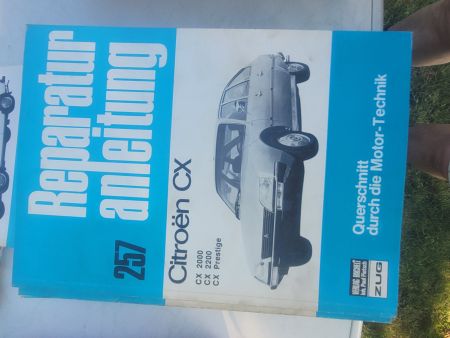 Reparatur
anleitung
257
Citroën CX
CX 2000
CX 2200
CX Prestige
Querschnitt
durch die Motor-Technik
ZUG